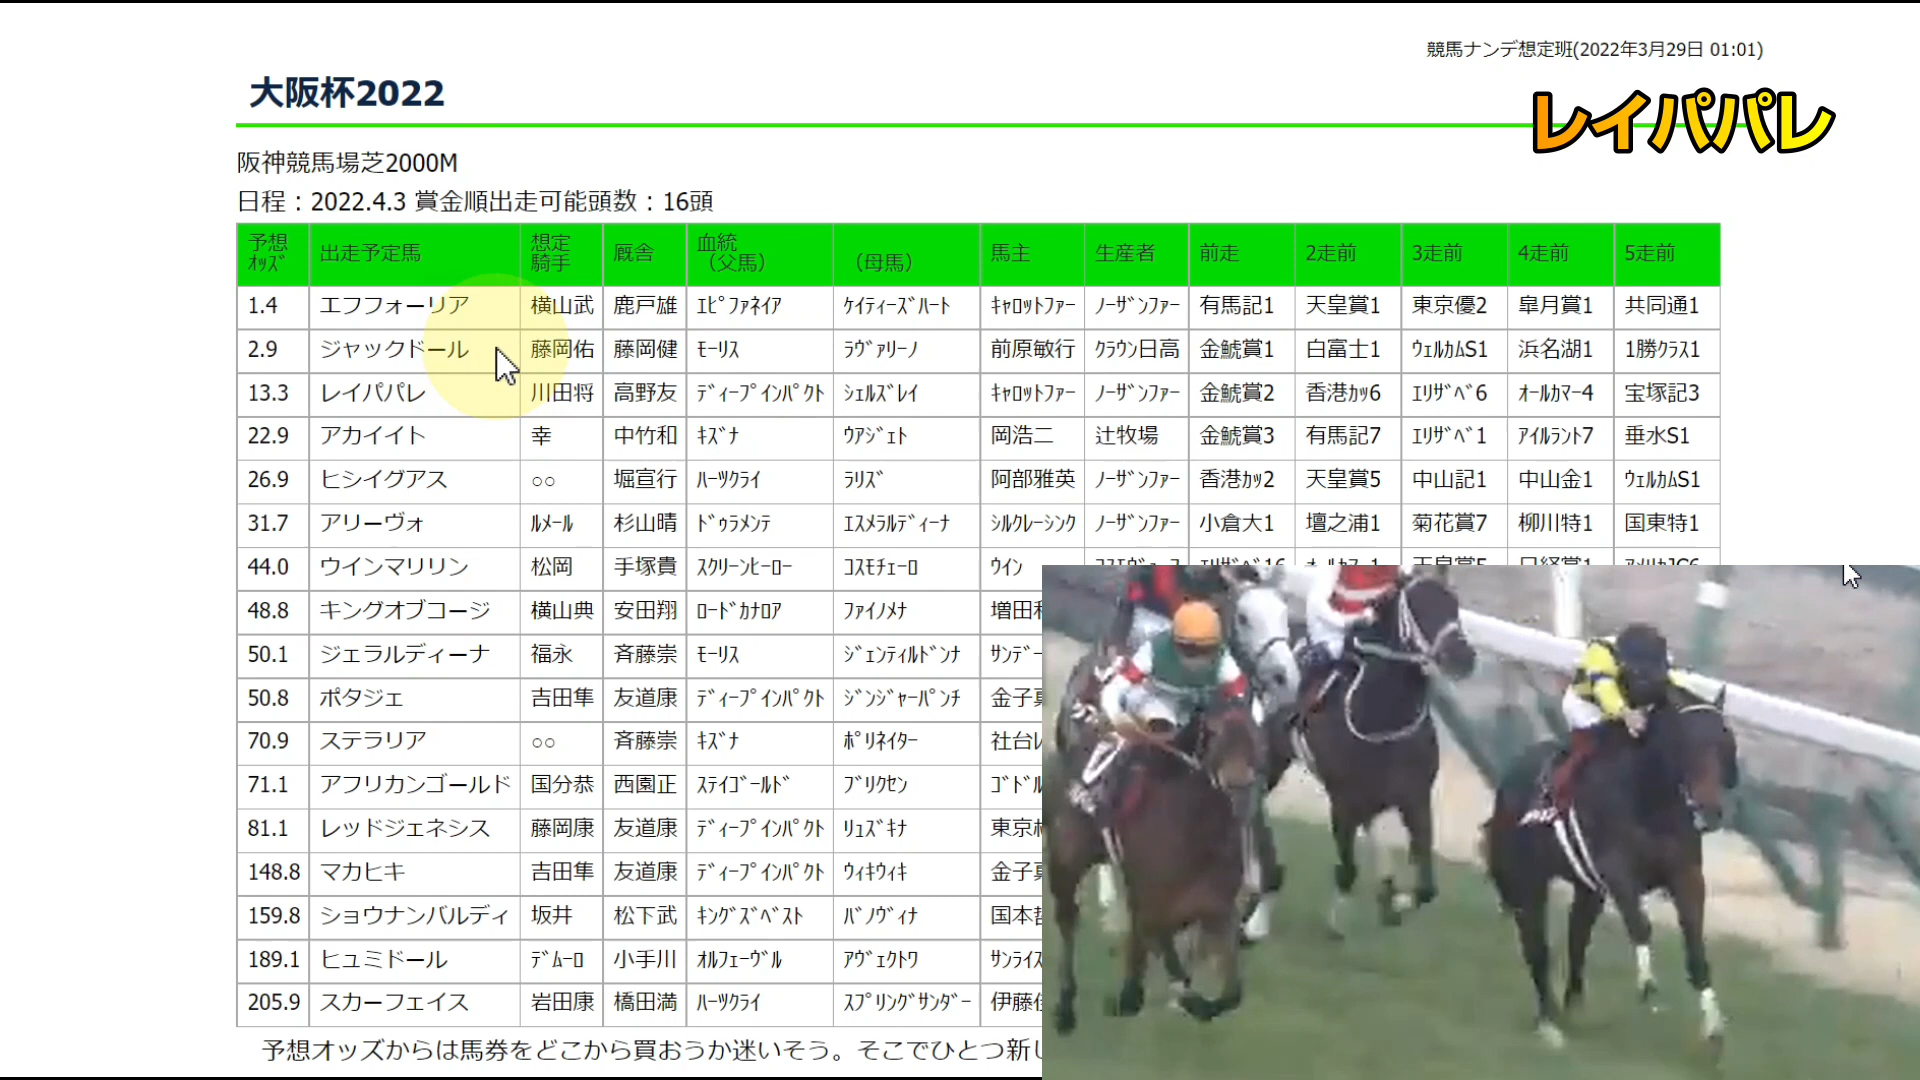 競馬ナンデ想定班(2022年3月29日 01:01)
大阪杯2022
レイパパレ
阪神競馬場芝2000M
日程：2022.4.3 賞金順出走可能頭数：16頭
予想ｵｯｽﾞ 出走予定馬 想定騎手 厩舎 血統（父馬） （母馬） 馬主 生産者 前走 2走前 3走前 4走前 5走前
1.4 エフフォーリア 横山武 鹿戸雄 ｴﾋﾟﾌｧﾈｲｱ ｹｲﾃｨｰｽﾞﾊｰﾄ ｷｬﾛｯﾄﾌｧｰ ﾉｰｻﾞﾝﾌｧｰ 有馬記1 天皇賞1 東京優2 皐月賞1 共同通1
2.9 ジャックドール 藤岡佑 藤岡健 ﾓｰﾘｽ ﾗｳﾞｧﾘｰﾉ 前原敏行 ｸﾗｳﾝ日高 金鯱賞1 白富士1 ｳｪﾙｶﾑS1 浜名湖1 1勝ｸﾗｽ1
13.3 レイパパレ 川田将 高野友 ﾃﾞｨｰﾌﾟｲﾝﾊﾟｸﾄ ｼｪﾙｽﾞﾚｲ ｷｬﾛｯﾄﾌｧｰ ﾉｰｻﾞﾝﾌｧｰ 金鯱賞2 香港ｶｯ6 ｴﾘｻﾞﾍﾞ6 ｵｰﾙｶﾏｰ4 宝塚記3
22.9 アカイイト 幸 中竹和 ｷｽﾞﾅ ｳｱｼﾞｪﾄ 岡浩二 辻牧場 金鯱賞3 有馬記7 ｴﾘｻﾞﾍﾞ1 ｱｲﾙﾗﾝﾄ7 垂水S1
26.9 ヒシイグアス ○○ 堀宣行 ﾊｰﾂｸﾗｲ ﾗﾘｽﾞ 阿部雅英 ﾉｰｻﾞﾝﾌｧｰ 香港ｶｯ2 天皇賞5 中山記1 中山金1 ｳｪﾙｶﾑS1
31.7 アリーヴォ ﾙﾒｰﾙ 杉山晴 ﾄﾞｩﾗﾒﾝﾃ ｴｽﾒﾗﾙﾃﾞｨｰﾅ ｼﾙｸﾚｰｼﾝｸ ﾉｰｻﾞﾝﾌｧｰ 小倉大1 壇之浦1 菊花賞7 柳川特1 国東特1
44.0 ウインマリリン 松岡 手塚貴 ｽｸﾘｰﾝﾋｰﾛｰ ｺｽﾓﾁｪｰﾛ ｳｲﾝ
48.8 キングオブコージ 横山典 安田翔 ﾛｰﾄﾞｶﾅﾛｱ ﾌｧｲﾉﾒﾅ 増田
50.1 ジェラルディーナ 福永 斉藤崇 ﾓｰﾘｽ ｼﾞｪﾝﾃｨﾙﾄﾞﾝﾅ ｻﾝﾃﾞｰ
50.8 ポタジェ 吉田隼 友道康 ﾃﾞｨｰﾌﾟｲﾝﾊﾟｸﾄ ｼﾞﾝｼﾞｬｰﾊﾟﾝﾁ 金子
70.9 ステラリア ○○ 斉藤崇 ｷｽﾞﾅ ﾎﾟﾘﾈｲﾀｰ 社台
71.1 アフリカンゴールド 国分恭 西園正 ｽﾃｲｺﾞｰﾙﾄﾞ ﾌﾞﾘｸｾﾝ ｺﾞﾄﾞﾙ
81.1 レッドジェネシス 藤岡康 友道康 ﾃﾞｨｰﾌﾟｲﾝﾊﾟｸﾄ ﾘｭｽﾞｷﾅ 東京
148.8 マカヒキ 吉田隼 友道康 ﾃﾞｨｰﾌﾟｲﾝﾊﾟｸﾄ ｳｨｷｳｨｷ 金子
159.8 ショウナンバルディ 坂井 松下武 ｷﾝｸﾞｽﾞﾍﾞｽﾄ ﾊﾞﾉｳﾞｨﾅ 国本
189.1 ヒュミドール ﾃﾞﾑｰﾛ 小手川 ｵﾙﾌｪｰｳﾞﾙ ｱｳﾞｪｸﾄﾜ ｻﾝﾗｲｽ
205.9 スカーフェイス 岩田康 橋田満 ﾊｰﾂｸﾗｲ ｽﾌﾟﾘﾝｸﾞｻﾝﾀﾞｰ 伊藤
予想オッズからは馬券をどこから買おうか迷いそう。そこでひとつ新し